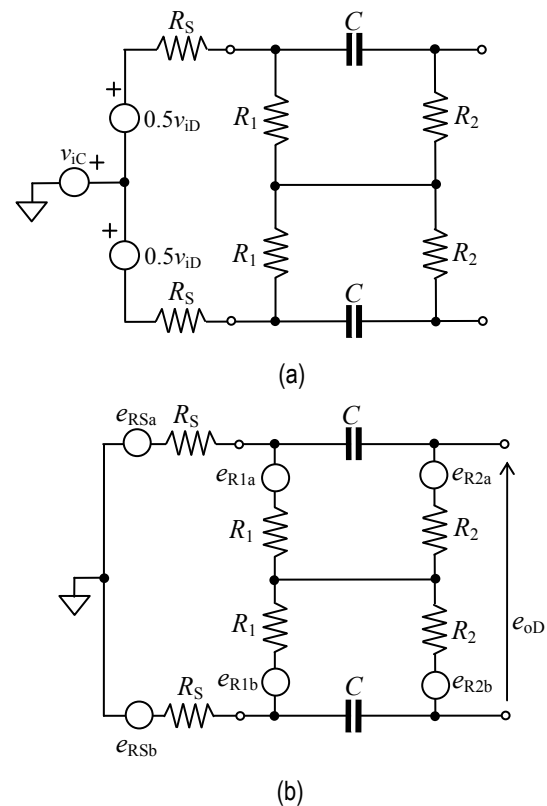 R_S
C
+
0.5v_iD
R_1
R_2
v_iC +
+
0.5v_iD
R_1
R_2
R_S
C
(a)
e_RSa
R_S
C
e_R1a
e_R2a
R_1
R_2
e_oD
R_1
R_2
e_R1b
e_R2b
R_S
C
e_RSb
(b)